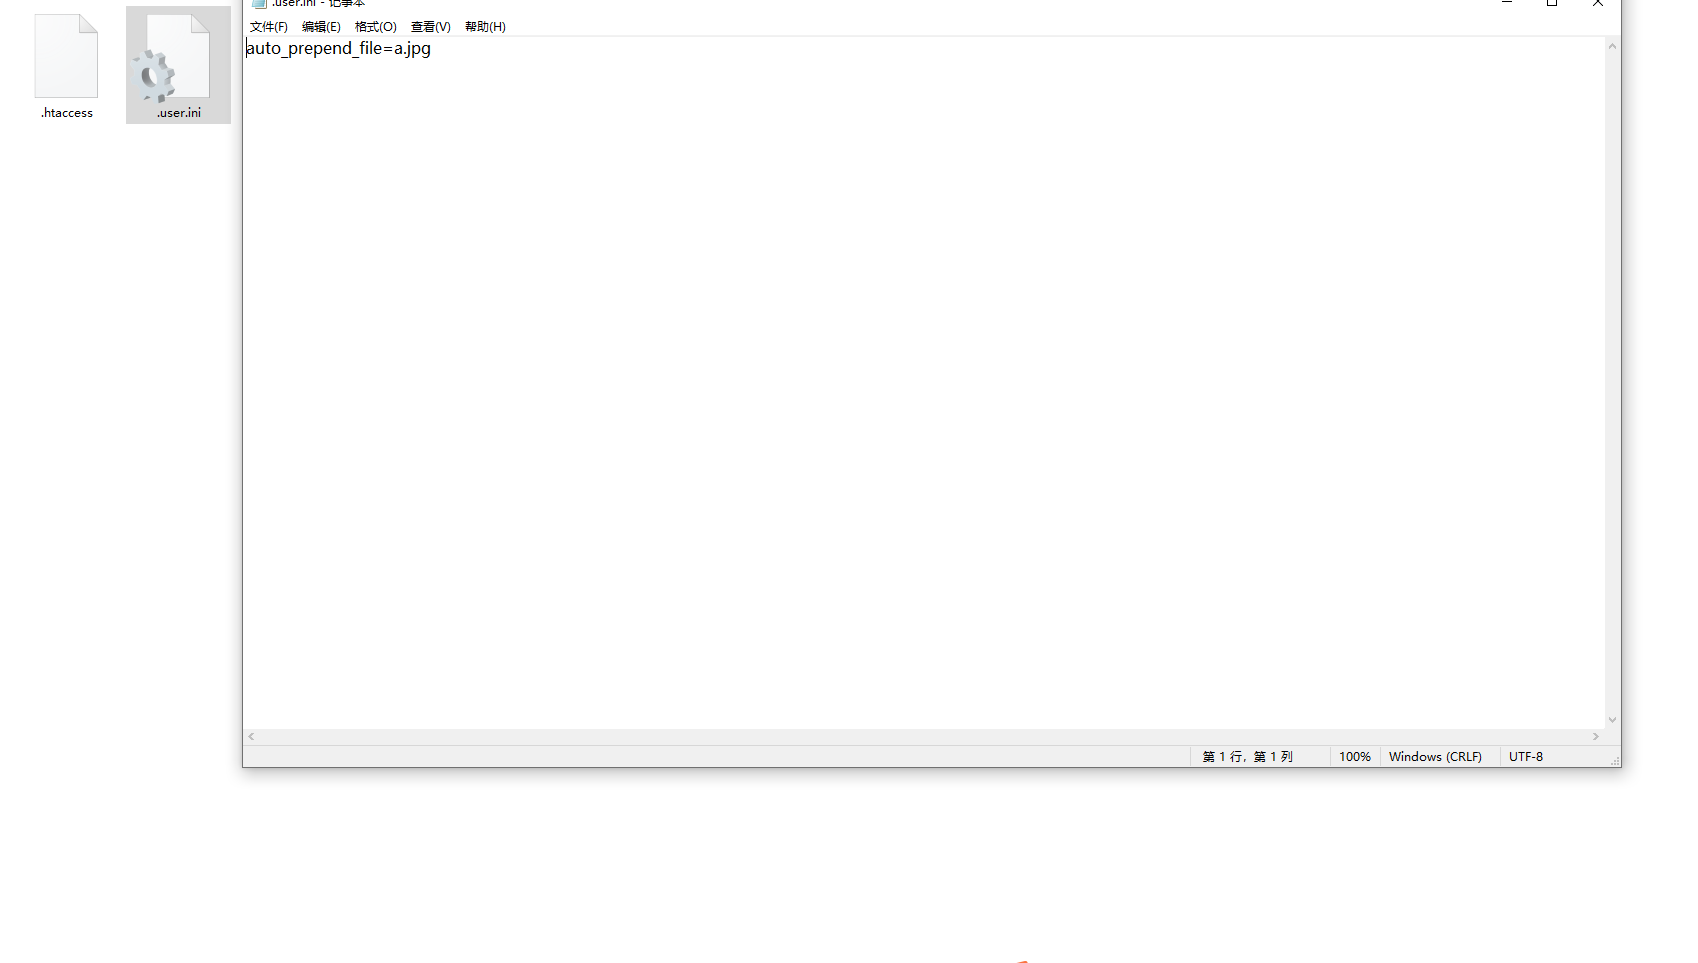 .user.ini - 记事本
文件(F) 编辑(E) 格式(O) 查看(V) 帮助(H)
auto_prepend_file=a.jpg
.htaccess
.user.ini
第 1 行，第 1 列 100% Windows (CRLF) UTF-8